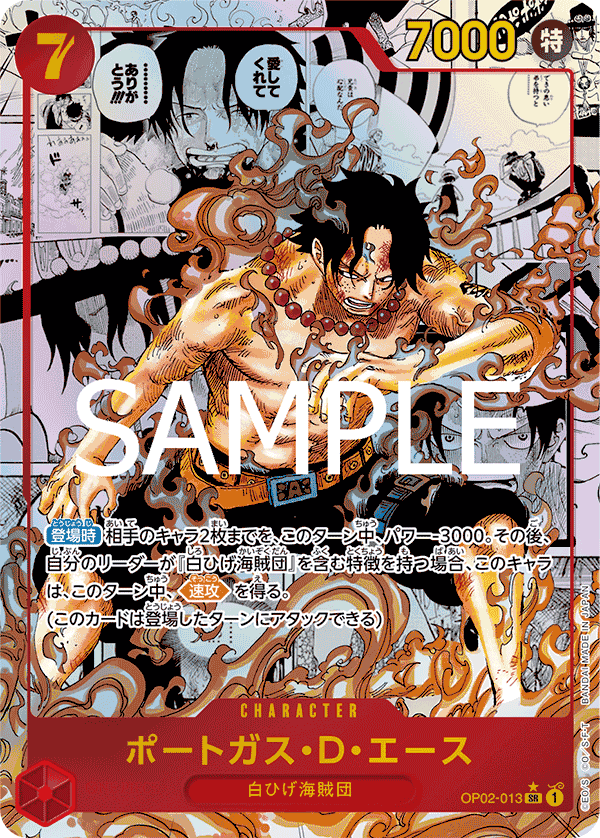 7
7000
特
愛して
くれて
………
ありが
とう!!!
SAMPLE
登場時 相手のキャラ2枚までを、このターン中、パワー-3000。その後、
自分のリーダーが『白ひげ海賊団』を含む特徴を持つ場合、このキャラ
は、このターン中、速攻 を得る。
(このカードは登場したターンにアタックできる)
CHARACTER
ポートガス・D・エース
白ひげ海賊団
OP02-013 SR 1
BANDAI MADE IN JAPAN